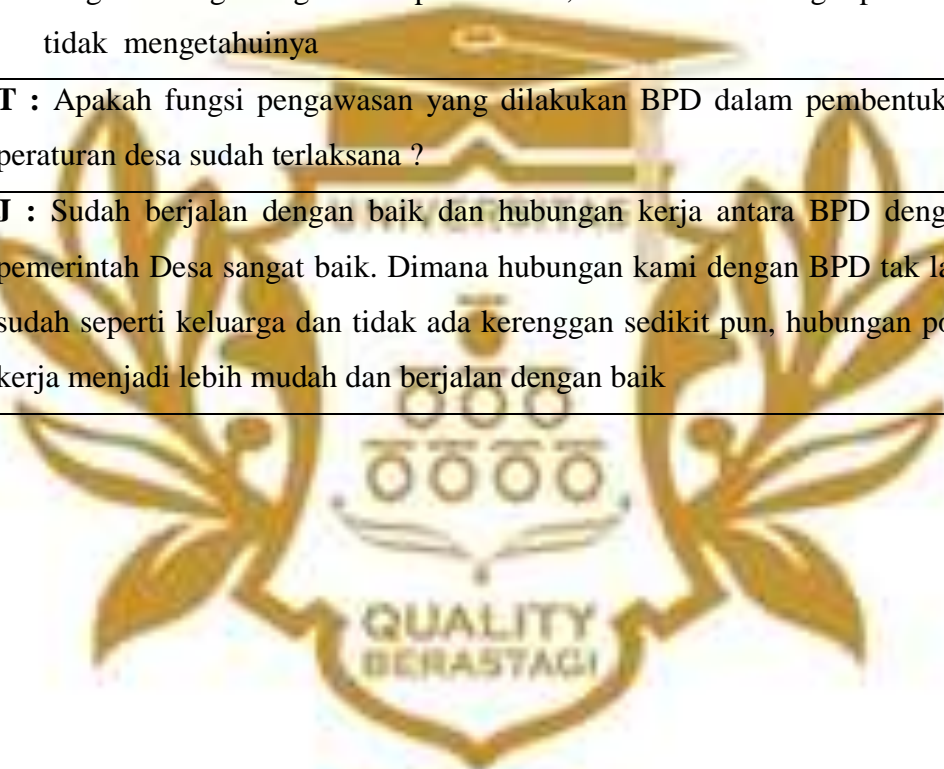 tidak mengetahuinya
T : Apakah fungsi pengawasan yang dilakukan BPD dalam pembentuk
peraturan desa sudah terlaksana ?
J : Sudah berjalan dengan baik dan hubungan kerja antara BPD deng
pemerintah Desa sangat baik. Dimana hubungan kami dengan BPD tak la
sudah seperti keluarga dan tidak ada kerenggan sedikit pun, hubungan po
kerja menjadi lebih mudah dan berjalan dengan baik
UNIVERSITAS
QUALITY
BERASTAGI